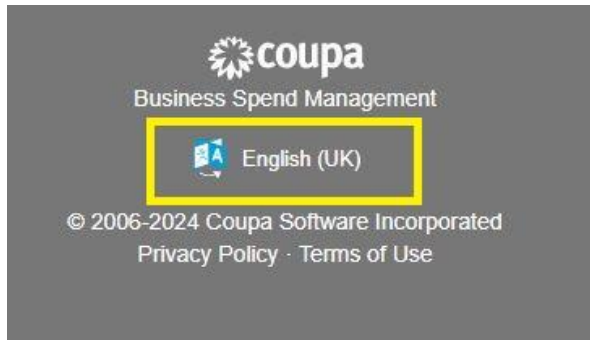 coupa
Business Spend Management
English (UK)
© 2006-2024 Coupa Software Incorporated
Privacy Policy · Terms of Use